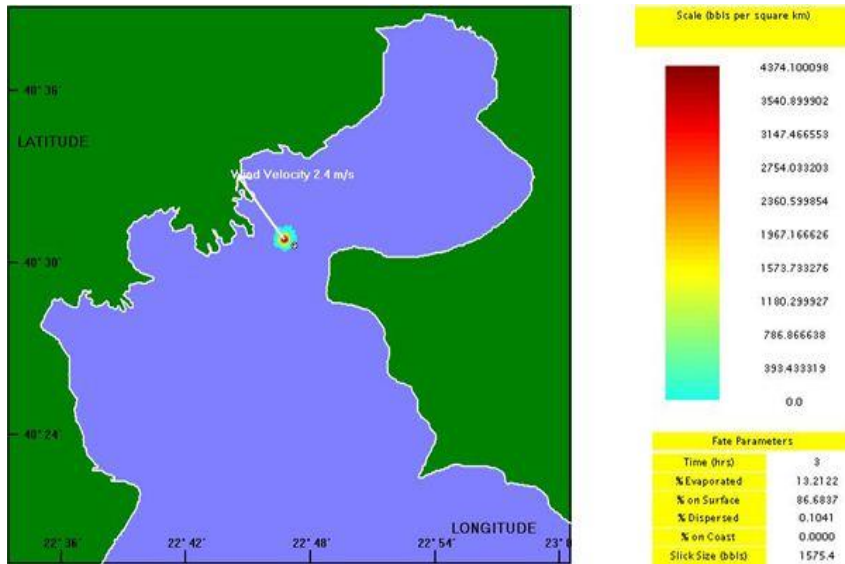 40° 36'
LATITUDE
Wind Velocity 2.4 m/s
40° 30'
40° 24'
LONGITUDE
22° 36' 22° 42' 22° 48' 22° 54' 23° 0
Scale (bbls per square km)
4374.100098
3540.899902
3147.466553
2754.033203
2360.599854
1967.166626
1573.733276
1180.299927
786.866638
393.433319
0.0
Fate Parameters
Time (hrs) 3
% Evaporated 13.2122
% on Surface 86.6837
% Dispersed 0.1041
% on Coast 0.0000
Slick Size (bbls) 1575.4